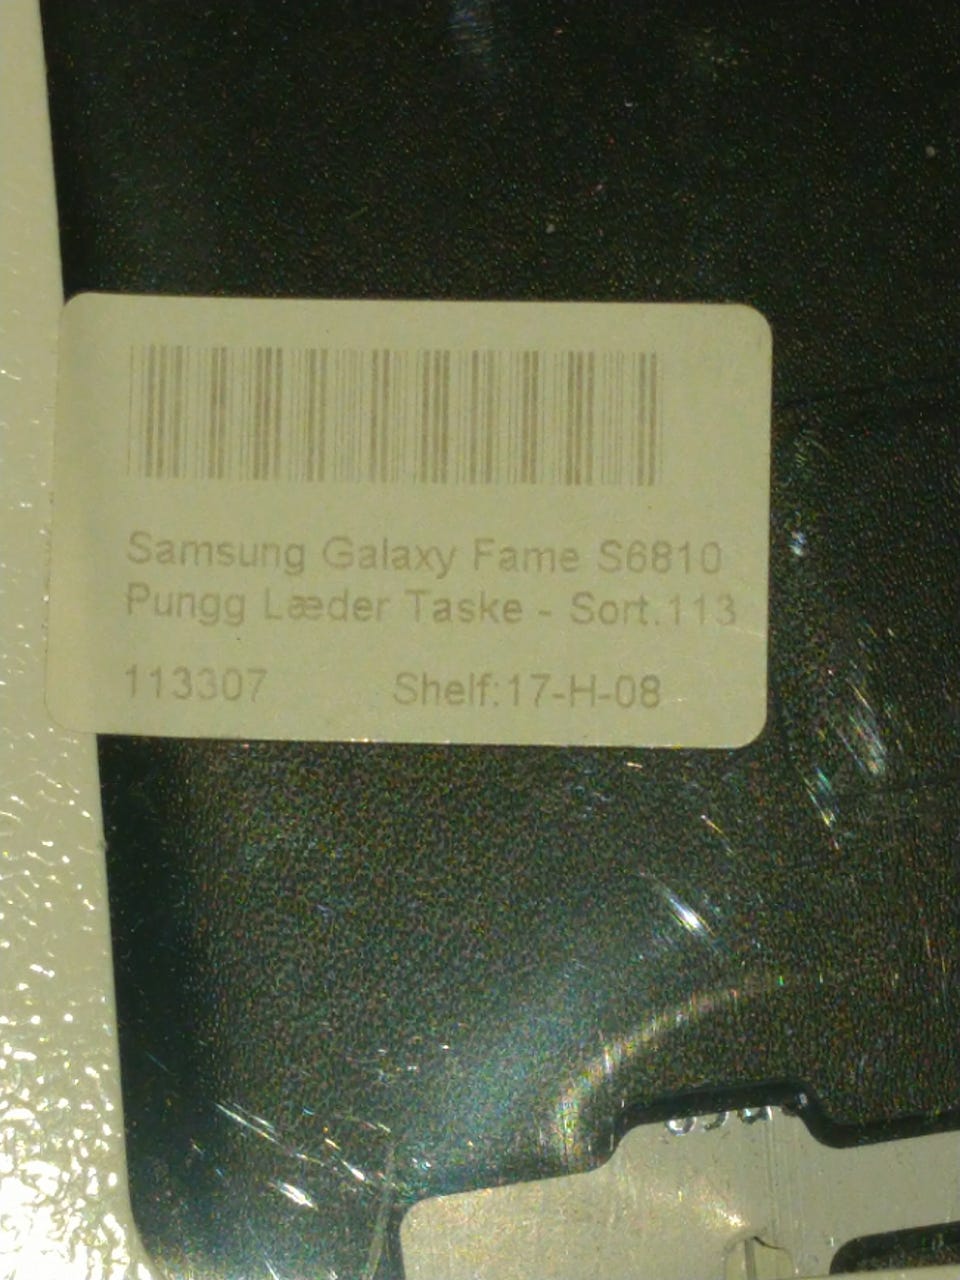 Samsung Galaxy Fame S6810
Pungg Læder Taske - Sort.113
113307 Shelf:17-H-08